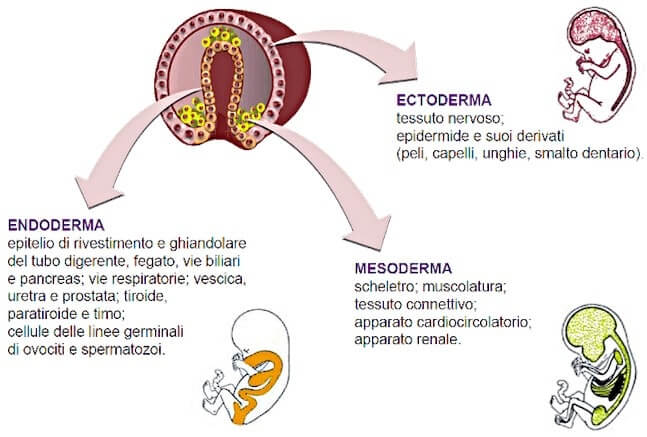 ECTODERMA
tessuto nervoso;
epidermide e suoi derivati
(peli, capelli, unghie, smalto dentario).
ENDODERMA
epitelio di rivestimento e ghiandolare
del tubo digerente, fegato, vie biliari
e pancreas; vie respiratorie; vescica,
uretra e prostata; tiroide,
paratiroide e timo;
cellule delle linee germinali
di ovociti e spermatozoi.
MESODERMA
scheletro; muscolatura;
tessuto connettivo;
apparato cardiocircolatorio;
apparato renale.